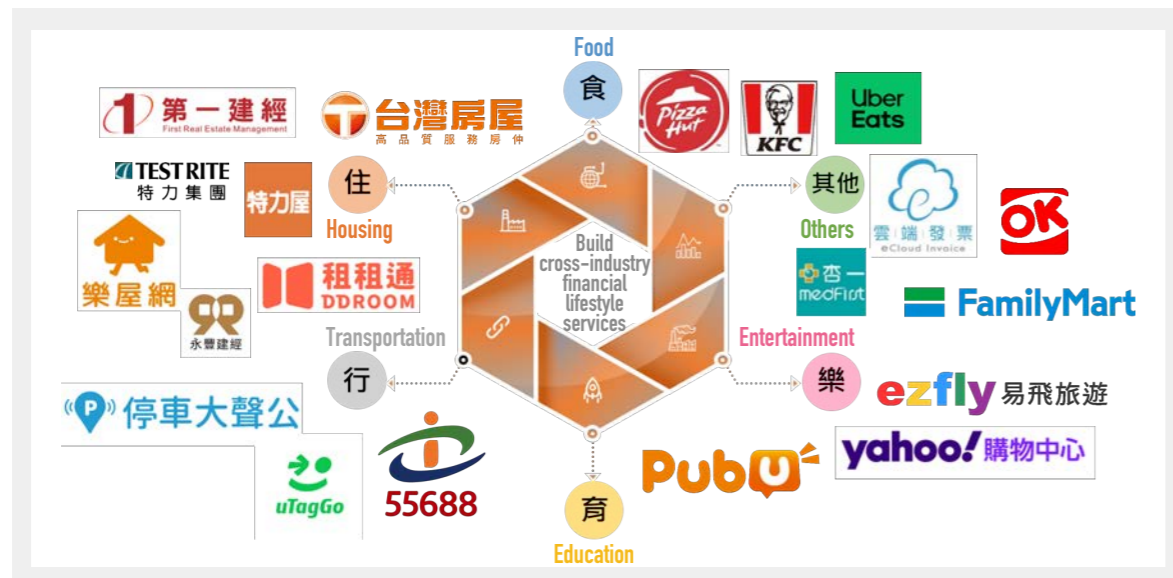 Food
食
第一建經
First Real Estate Management
台灣房屋
高品質服務房仲
Pizza
Hut
KFC
Uber
Eats
TEST RITE
特力集團
特力屋
住
Housing
其他
Others
雲端發票
eCloud Invoice
OK
樂屋網
永豐建經
租租通
DDROOM
Build
cross-industry
financial
lifestyle
services
杏一
medFirst
FamilyMart
Transportation
行
Entertainment
樂
P
停車大聲公
uTagGo
55688
ezfly 易飛旅遊
PubU
yahoo! 購物中心
育
Education